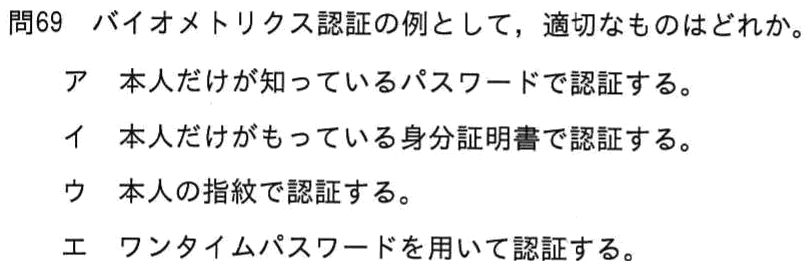 問69　バイオメトリクス認証の例として，適切なものはどれか。
ア　本人だけが知っているパスワードで認証する。
イ　本人だけがもっている身分証明書で認証する。
ウ　本人の指紋で認証する。
エ　ワンタイムパスワードを用いて認証する。